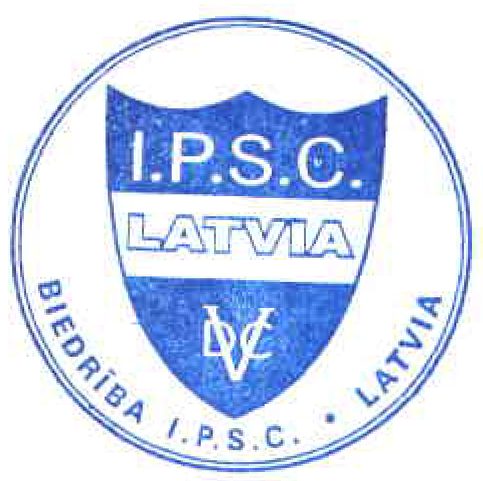 I.P.S.C.
LATVIA
DVC
BIEDRĪBA I.P.S.C. • LATVIA